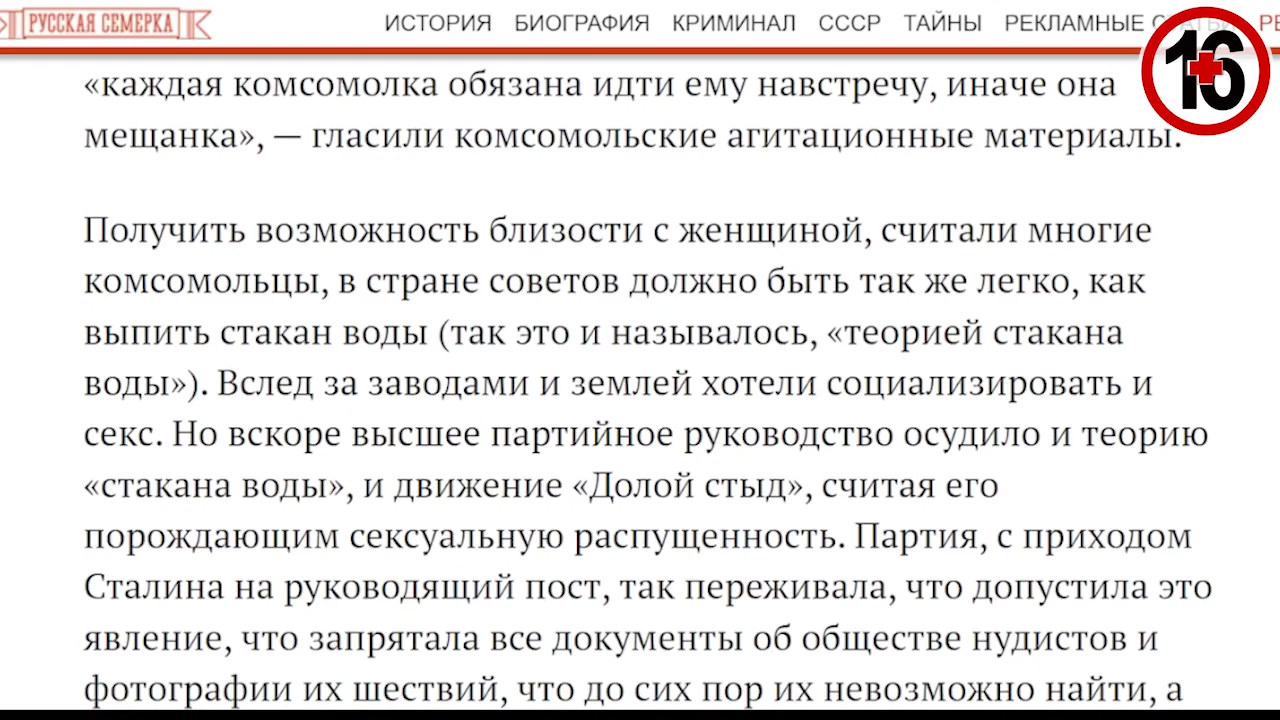 РУССКАЯ СЕМЕРКА
ИСТОРИЯ БИОГРАФИЯ КРИМИНАЛ СССР ТАЙНЫ РЕКЛАМНЫЕ
16+
«каждая комсомолка обязана идти ему навстречу, иначе она
мещанка», — гласили комсомольские агитационные материалы.
Получить возможность близости с женщиной, считали многие
комсомольцы, в стране советов должно быть так же легко, как
выпить стакан воды (так это и называлось, «теорией стакана
воды»). Вслед за заводами и землей хотели социализировать и
секс. Но вскоре высшее партийное руководство осудило и теорию
«стакана воды», и движение «Долой стыд», считая его
порождающим сексуальную распущенность. Партия, с приходом
Сталина на руководящий пост, так переживала, что допустила это
явление, что запрятала все документы об обществе нудистов и
фотографии их шествий, что до сих пор их невозможно найти, а